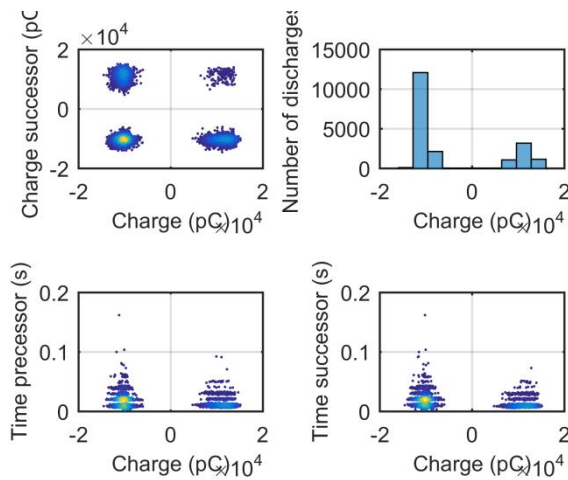 ×10⁴
Charge successor (pC
2
0
-2
-2 0 2
Charge (pC)
×10⁴
Number of discharges
15000
10000
5000
0
-2 0 2
Charge (pC)
×10⁴
Time precessor (s)
0.2
0.1
0
-2 0 2
Charge (pC)
×10⁴
Time successor (s)
0.2
0.1
0
-2 0 2
Charge (pC)
×10⁴